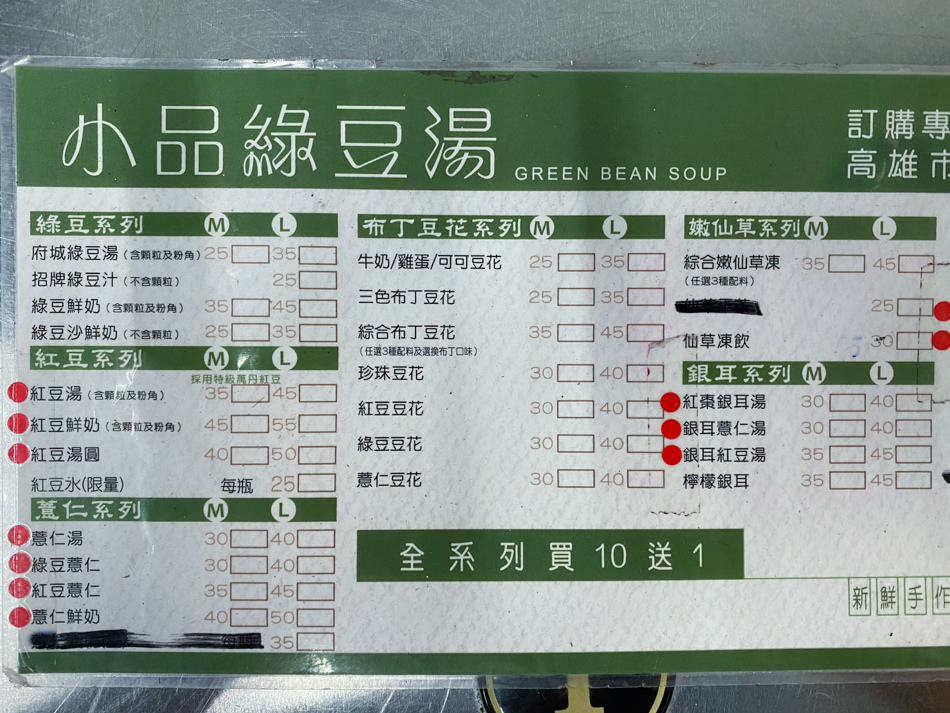 小品綠豆湯 GREEN BEAN SOUP
訂購專
高雄市
綠豆系列 M L
府城綠豆湯(含顆粒及粉角) 25 35
招牌綠豆汁(不含顆粒) 25
綠豆鮮奶(含顆粒及粉角) 35 45
綠豆沙鮮奶(不含顆粒) 25 35
紅豆系列 M L
採用特級萬丹紅豆
紅豆湯(含顆粒及粉角) 35 45
紅豆鮮奶(含顆粒及粉角) 45 55
紅豆湯圓 40 50
紅豆水(限量) 每瓶 25
薏仁系列 M L
薏仁湯 30 40
綠豆薏仁 30 40
紅豆薏仁 35 45
薏仁鮮奶 40 50
35
布丁豆花系列 M L
牛奶/雞蛋/可可豆花 25 35
三色布丁豆花 25 35
綜合布丁豆花 35 45
(任選3種配料及選換布丁口味)
珍珠豆花 30 40
紅豆豆花 30 40
綠豆豆花 30 40
薏仁豆花 30 40
嫩仙草系列 M L
綜合嫩仙草凍 35 45
(任選3種配料)
25
仙草凍飲 30
銀耳系列 M L
紅棗銀耳湯 30 40
銀耳薏仁湯 30 40
銀耳紅豆湯 35 45
檸檬銀耳 35 45
全系列買10送1
新鮮手作